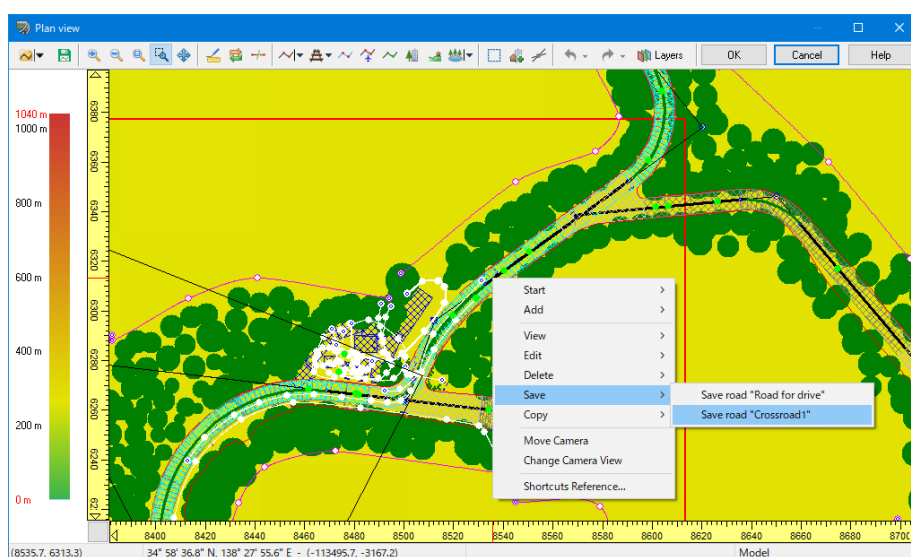 Plan view
Layers
OK
Cancel
Help
1040 m
1000 m
800 m
600 m
400 m
200 m
0 m
6380
6360
6340
6320
6300
6280
6260
6240
Start
Add
View
Edit
Delete
Save
Copy
Move Camera
Change Camera View
Shortcuts Reference...
Save road "Road for drive"
Save road "Crossroad1"
8400 8420 8440 8460 8480 8500 8520 8540 8560 8580 8600 8620 8640 8660 8680
(8535.7, 6313.3) 34° 58' 36.8" N, 138° 27' 55.6" E - (-113495.7, -3167.2) Model